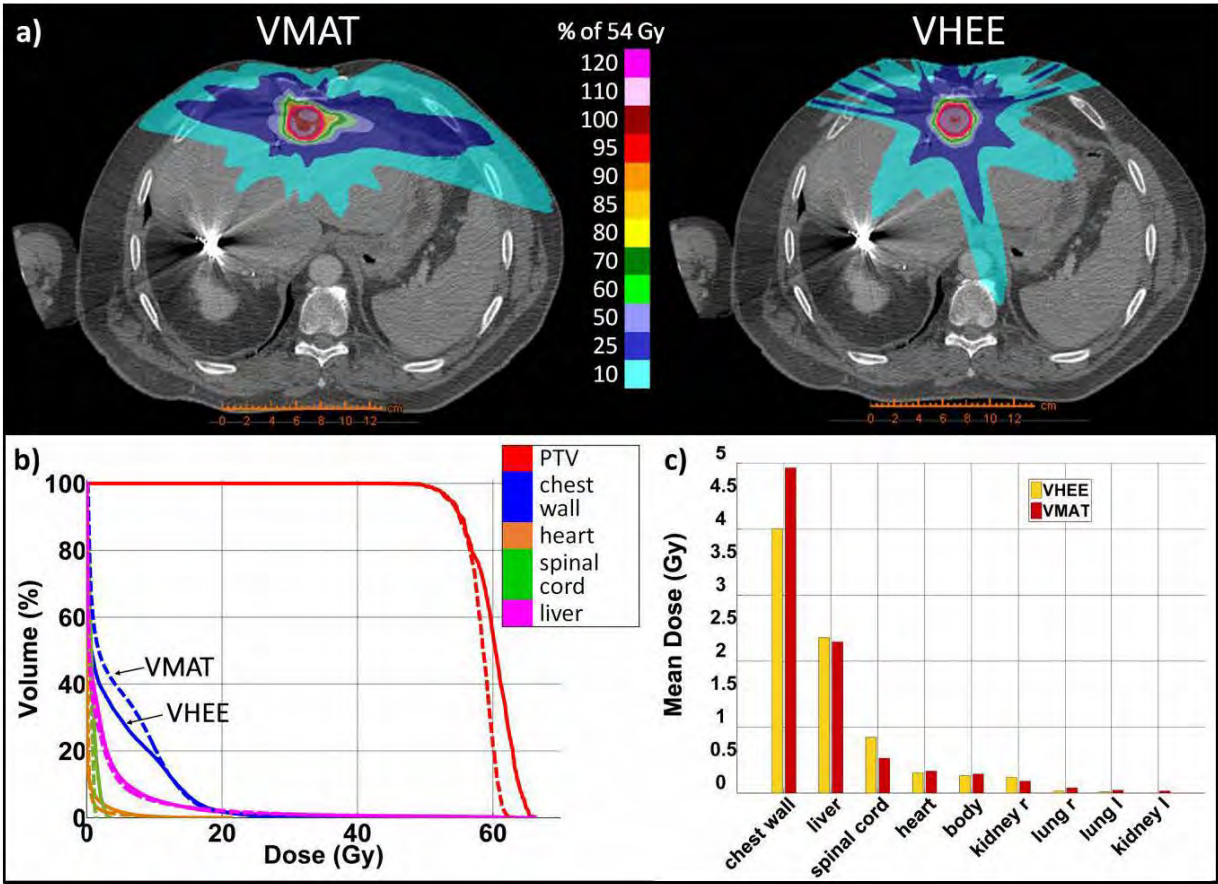 a)
VMAT
% of 54 Gy
VHEE
120
110
100
95
90
85
80
70
60
50
25
10
0 2 4 6 8 10 12 cm
0 2 4 6 8 10 12 cm
b)
PTV
chest
wall
heart
spinal
cord
liver
VMAT
VHEE
100
80
60
40
20
0
Volume (%)
0 20 40 60
Dose (Gy)
c)
VHEE
VMAT
5
4.5
3.5
2.5
2
1.5
0.5
0
Mean Dose (Gy)
chest wall
liver
spinal cord
heart
body
kidney r
lung r
lung l
kidney l